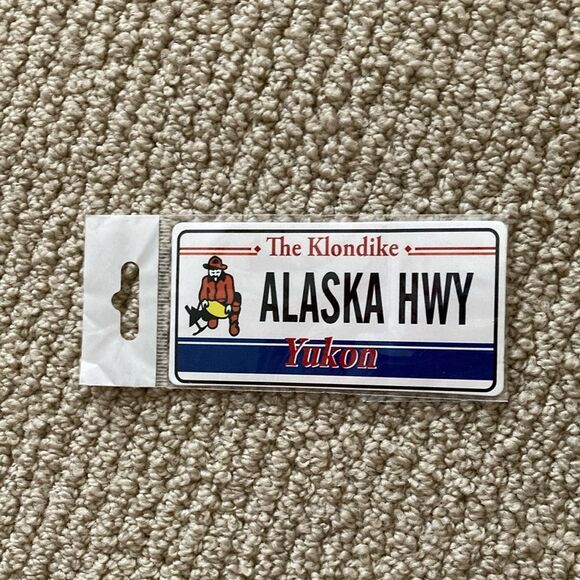 The Klondike
ALASKA HWY
Yukon